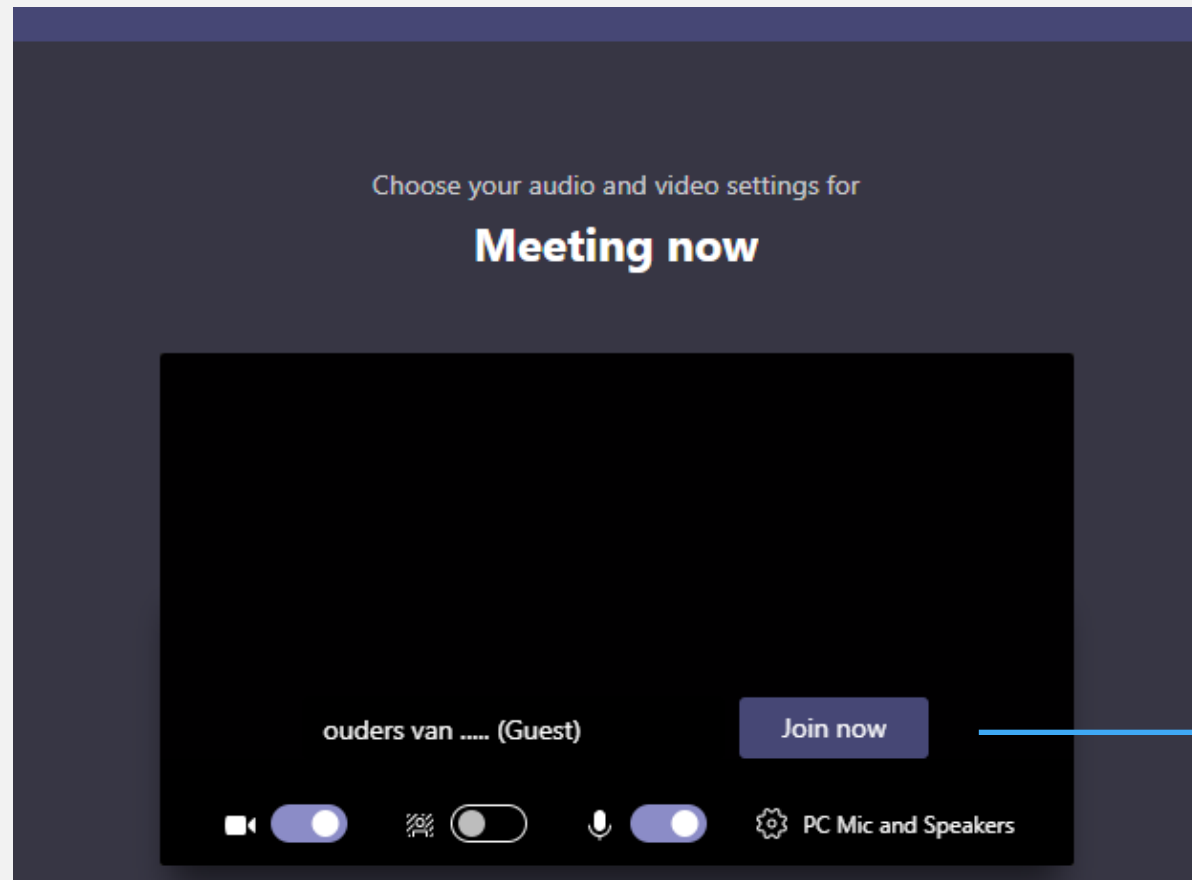 Choose your audio and video settings for
Meeting now
ouders van ..... (Guest)
Join now
PC Mic and Speakers